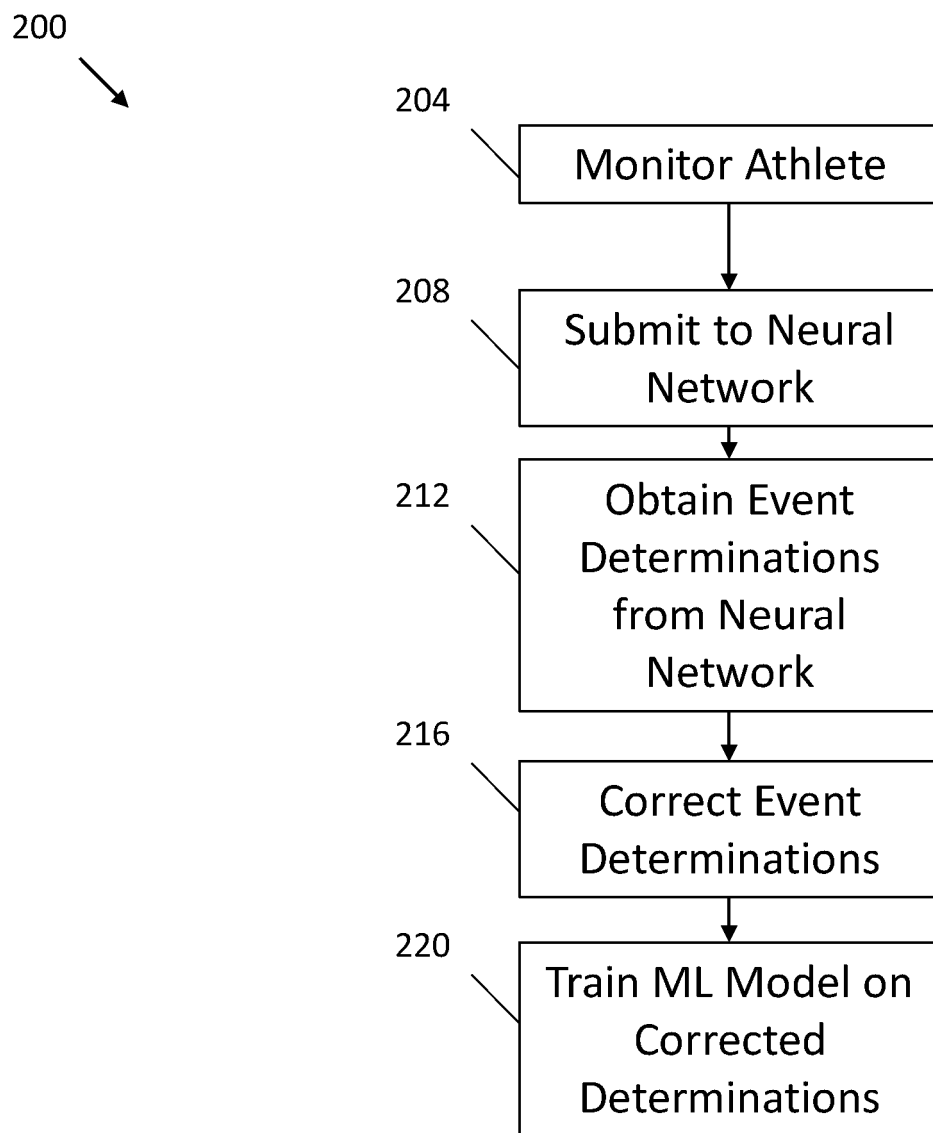 200
204
Monitor Athlete
208
Submit to Neural
Network
212
Obtain Event
Determinations
from Neural
Network
216
Correct Event
Determinations
220
Train ML Model on
Corrected
Determinations